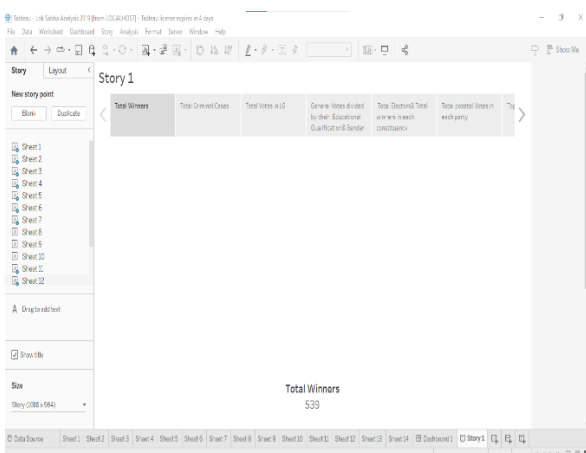 Tableau - Lok Sabha Analysis 2019 [from LOCALHOST] - Tableau license expires in 4 days
File Data Worksheet Dashboard Story Analysis Format Server Window Help
Show Me
Story Layout
New story point
Blank Duplicate
Sheet 1
Sheet 2
Sheet 3
Sheet 4
Sheet 5
Sheet 6
Sheet 7
Sheet 8
Sheet 9
Sheet 10
Sheet 11
Sheet 12
A Drag to add text
Show title
Size
Story (1016 x 964)
Story 1
Total Winners
Total Criminal Cases
Total Votes in LS
General Votes divided
by their Educational
Qualification& Gender
Total Electors& Total
winners in each
constituency
Total postal Votes in
each party
Total Winners
539
Data Source Sheet 1 Sheet 2 Sheet 3 Sheet 4 Sheet 5 Sheet 6 Sheet 7 Sheet 8 Sheet 9 Sheet 10 Sheet 11 Sheet 12 Sheet 13 Sheet 14 Dashboard 1 Story 1